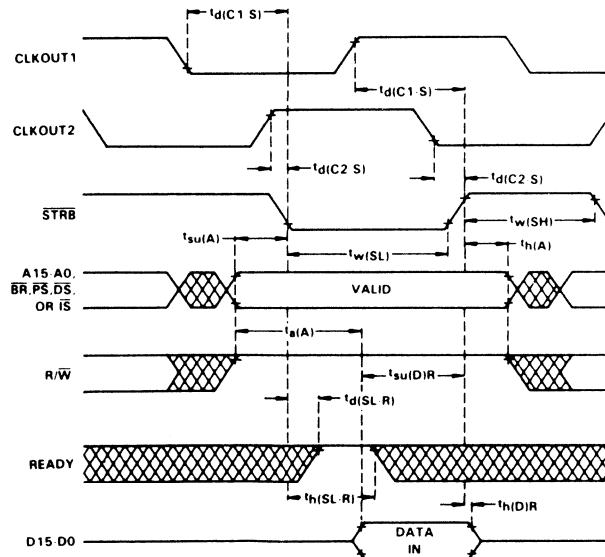 td(C1-S)
CLKOUT1
td(C1-S)
CLKOUT2
td(C2-S)
td(C2-S)
STRB
tsu(A)
tw(SH)
tw(SL)
th(A)
A15-A0,
BR, PS, DS,
OR IS
VALID
ta(A)
R/W
tsu(D)R
td(SL-R)
READY
th(SL-R)
th(D)R
D15-D0
DATA
IN